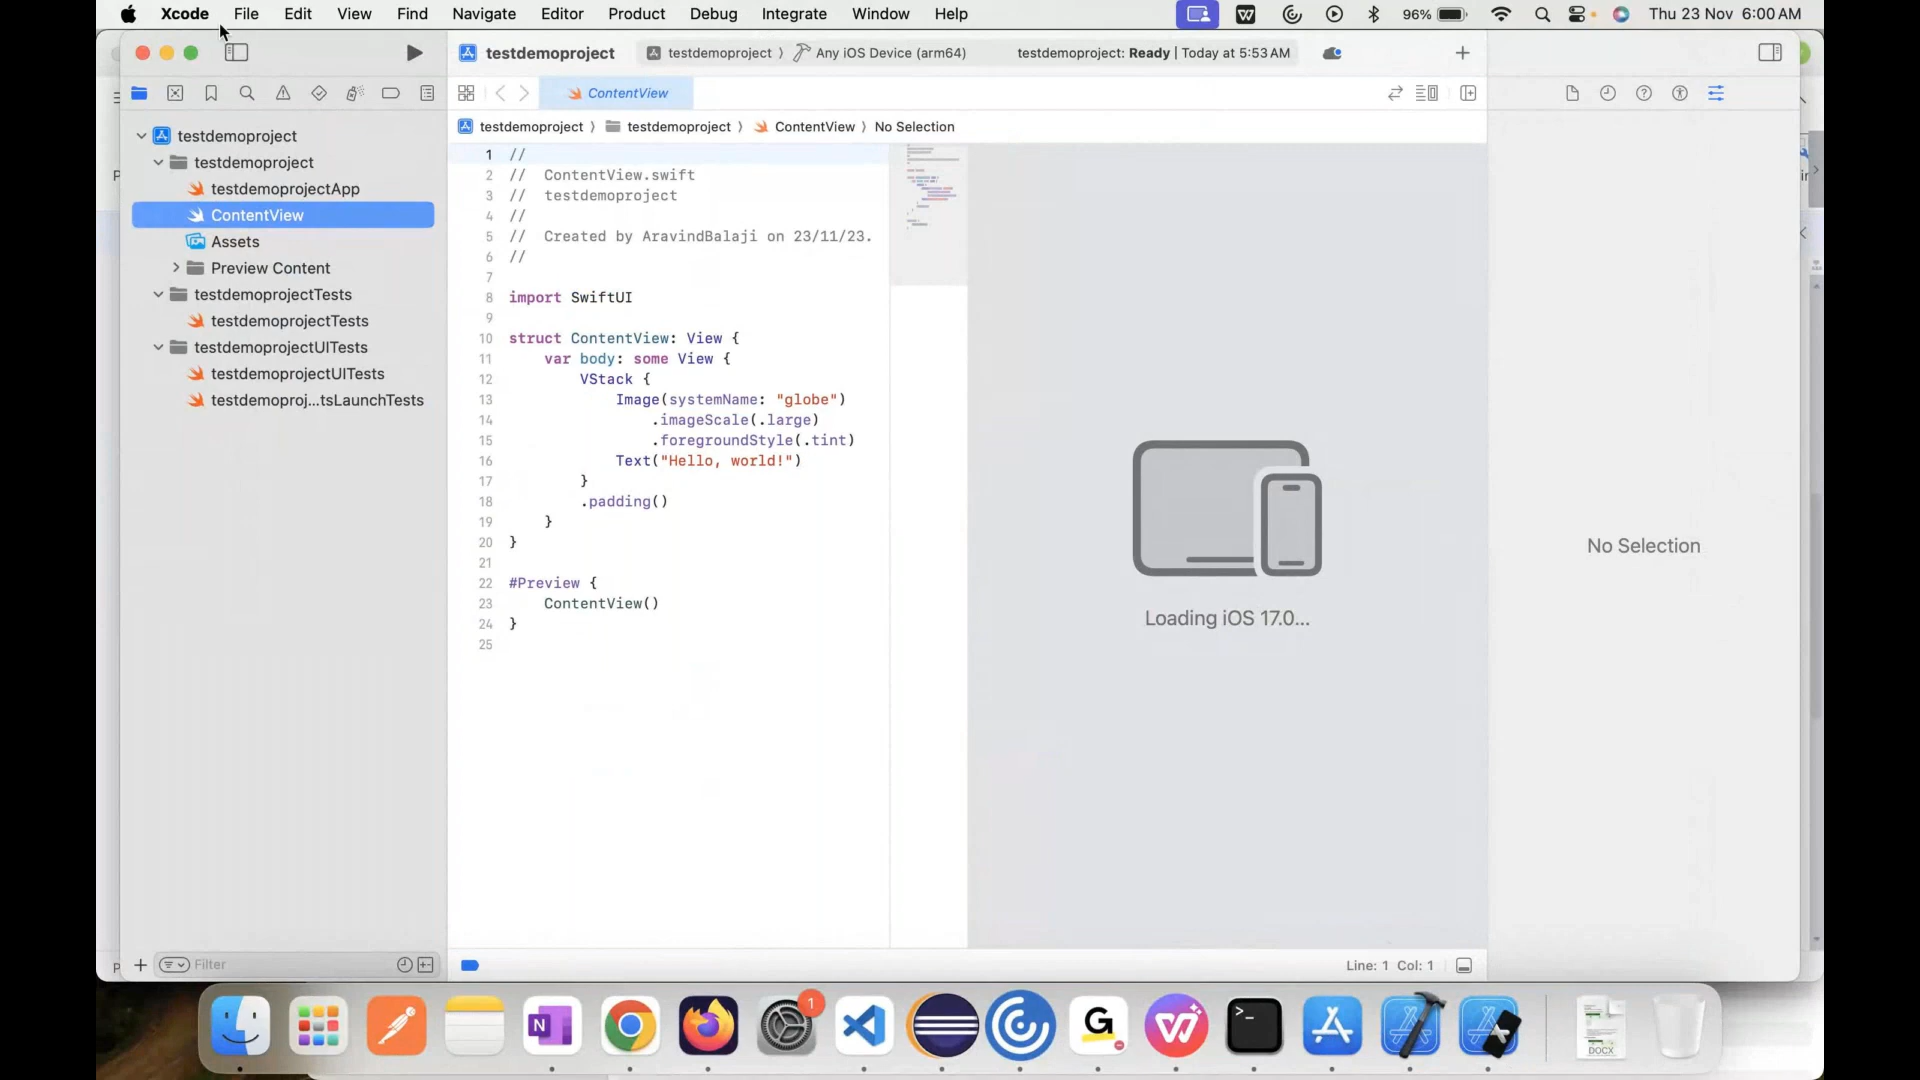 Xcode File Edit View Find Navigate Editor Product Debug Integrate Window Help 96% Thu 23 Nov 6:00 AM
testdemoproject testdemoproject Any iOS Device (arm64) testdemoproject: Ready | Today at 5:53 AM
ContentView
testdemoproject testdemoproject ContentView No Selection
testdemoproject
testdemoproject
testdemoprojectApp
ContentView
Assets
Preview Content
testdemoprojectTests
testdemoprojectTests
testdemoprojectUITests
testdemoprojectUITests
testdemoproj...tsLaunchTests
1 //
2 // ContentView.swift
3 // testdemoproject
4 //
5 // Created by AravindBalaji on 23/11/23.
6 //
7
8 import SwiftUI
9
10 struct ContentView: View {
11 var body: some View {
12 VStack {
13 Image(systemName: "globe")
14 .imageScale(.large)
15 .foregroundStyle(.tint)
16 Text("Hello, world!")
17 }
18 .padding()
19 }
20 }
21
22 #Preview {
23 ContentView()
24 }
25
Loading iOS 17.0...
No Selection
Filter
Line: 1 Col: 1
1
DOCX